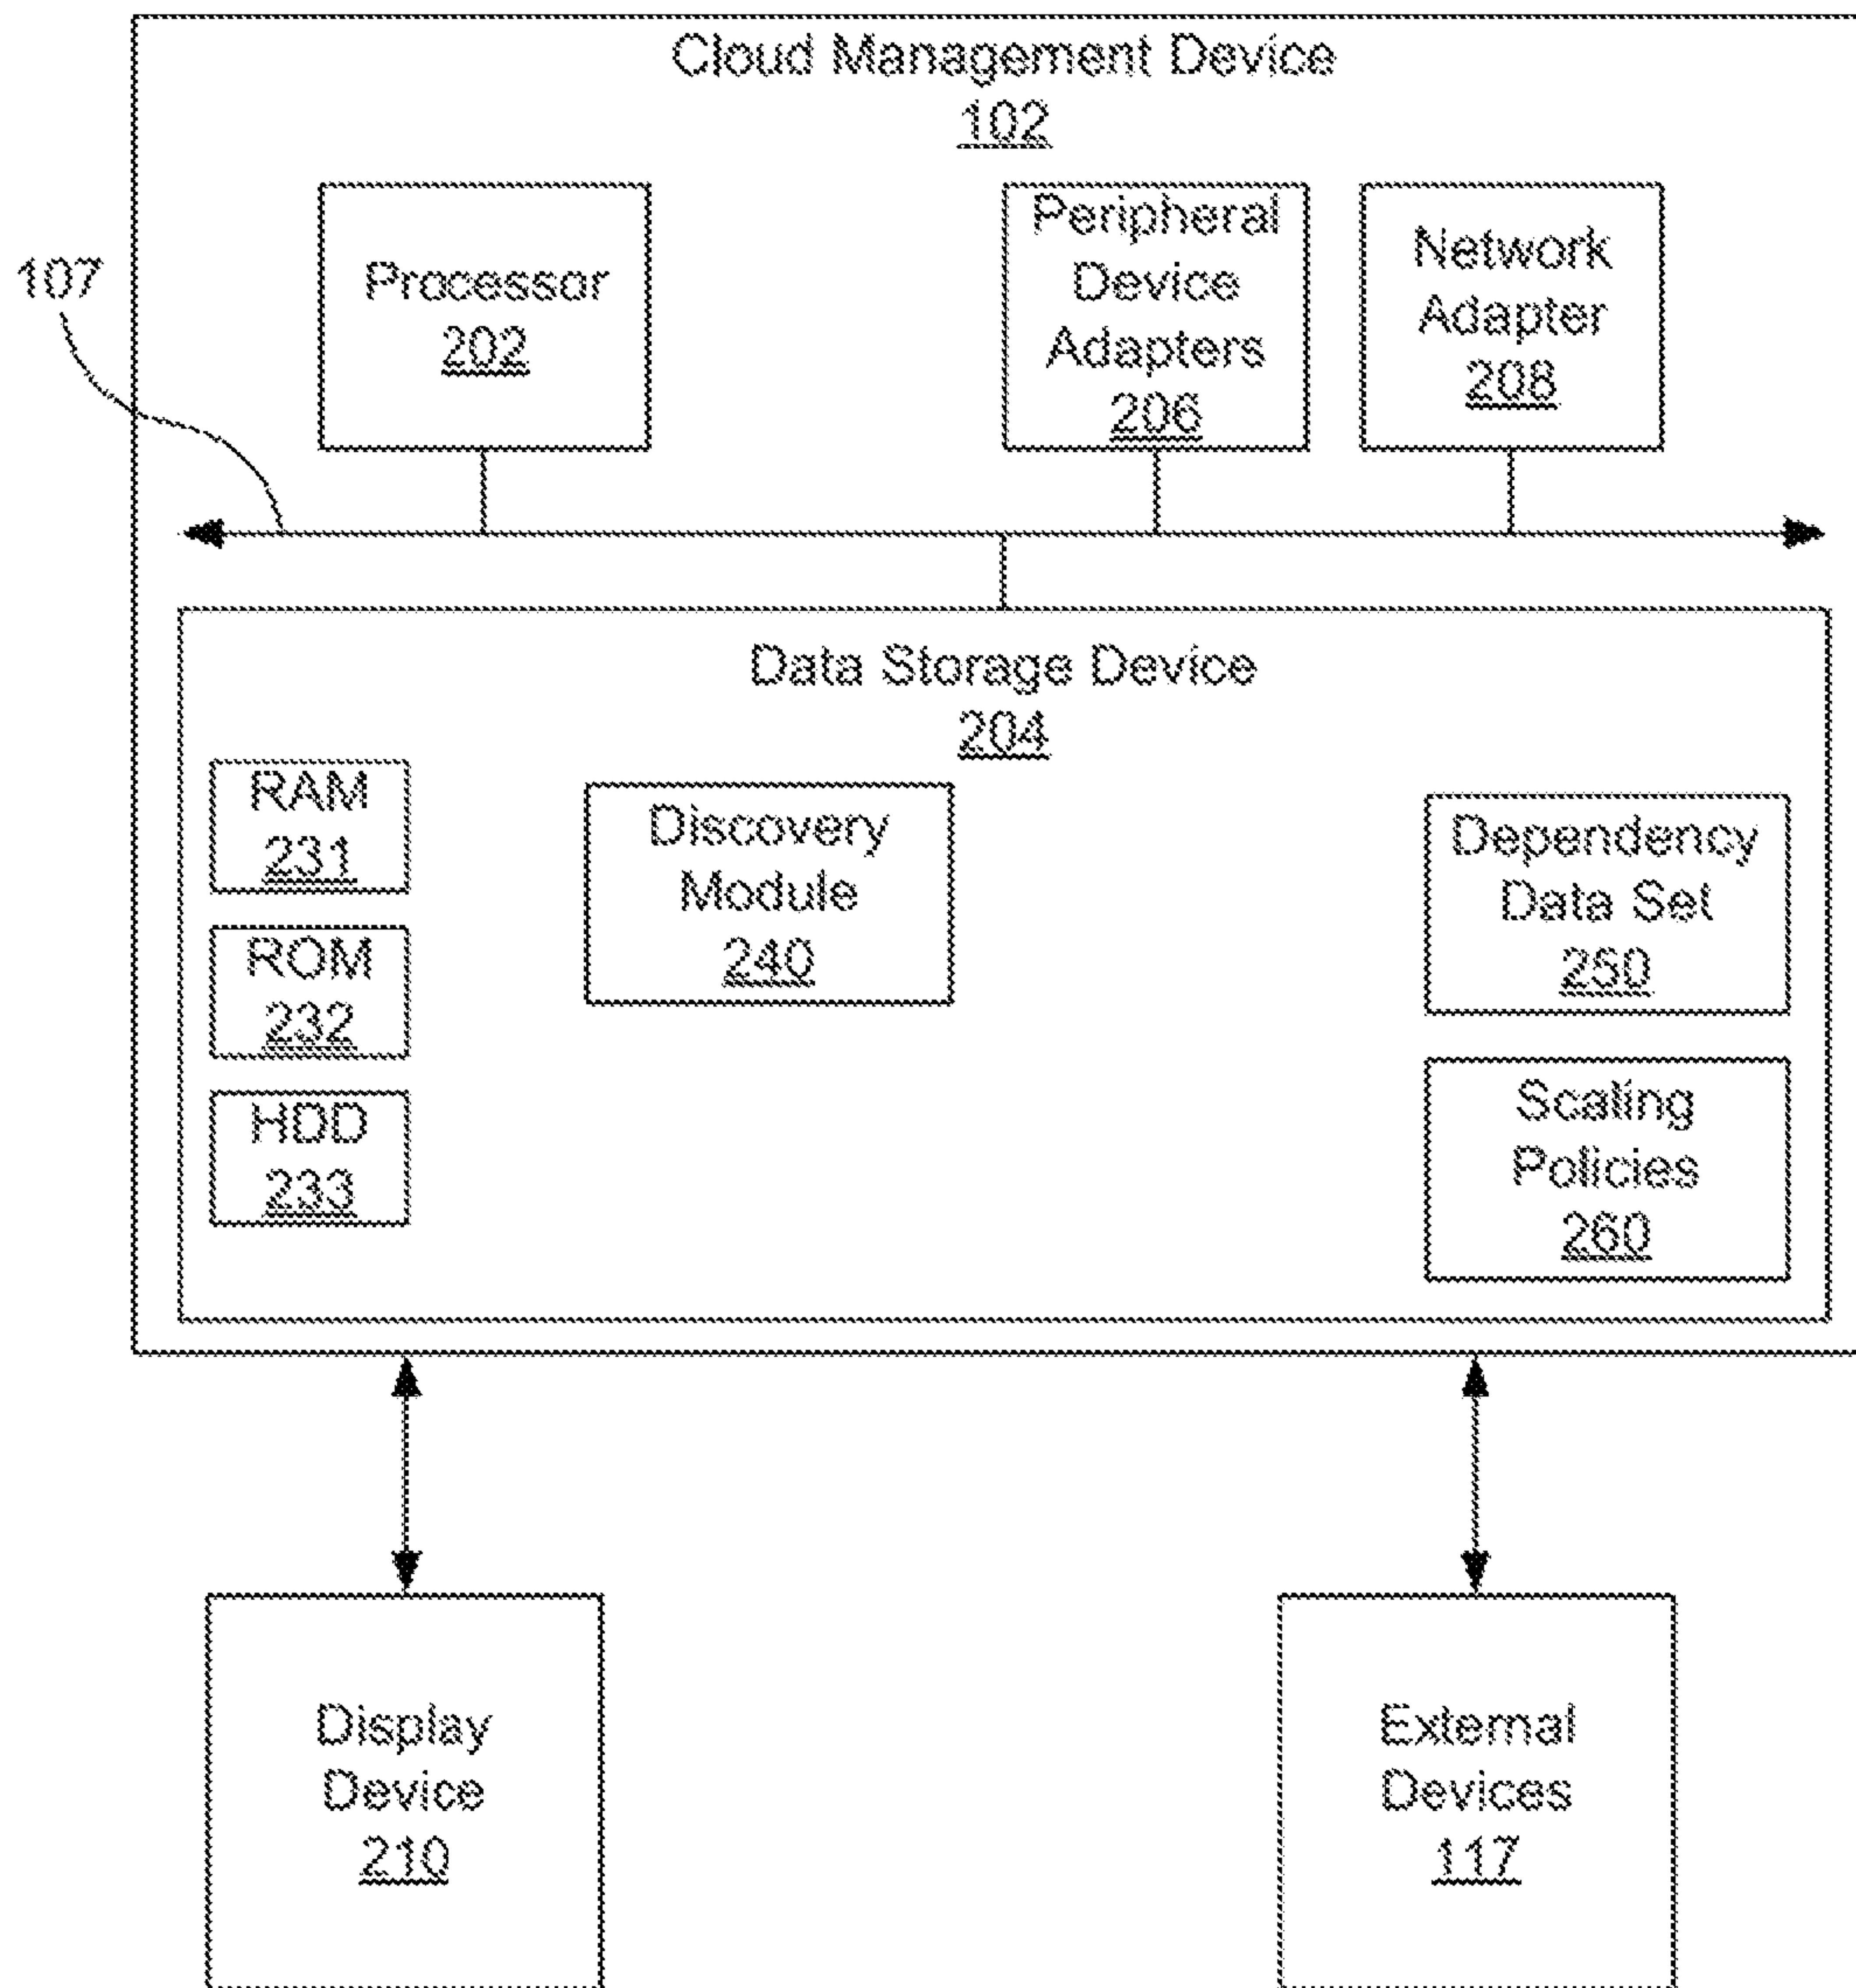 Cloud Management Device
102
107
Processor
202
Peripheral
Device
Adapters
206
Network
Adapter
208
Data Storage Device
204
RAM
231
ROM
232
HDD
233
Discovery
Module
240
Dependency
Data Set
250
Scaling
Policies
260
Display
Device
210
External
Devices
117